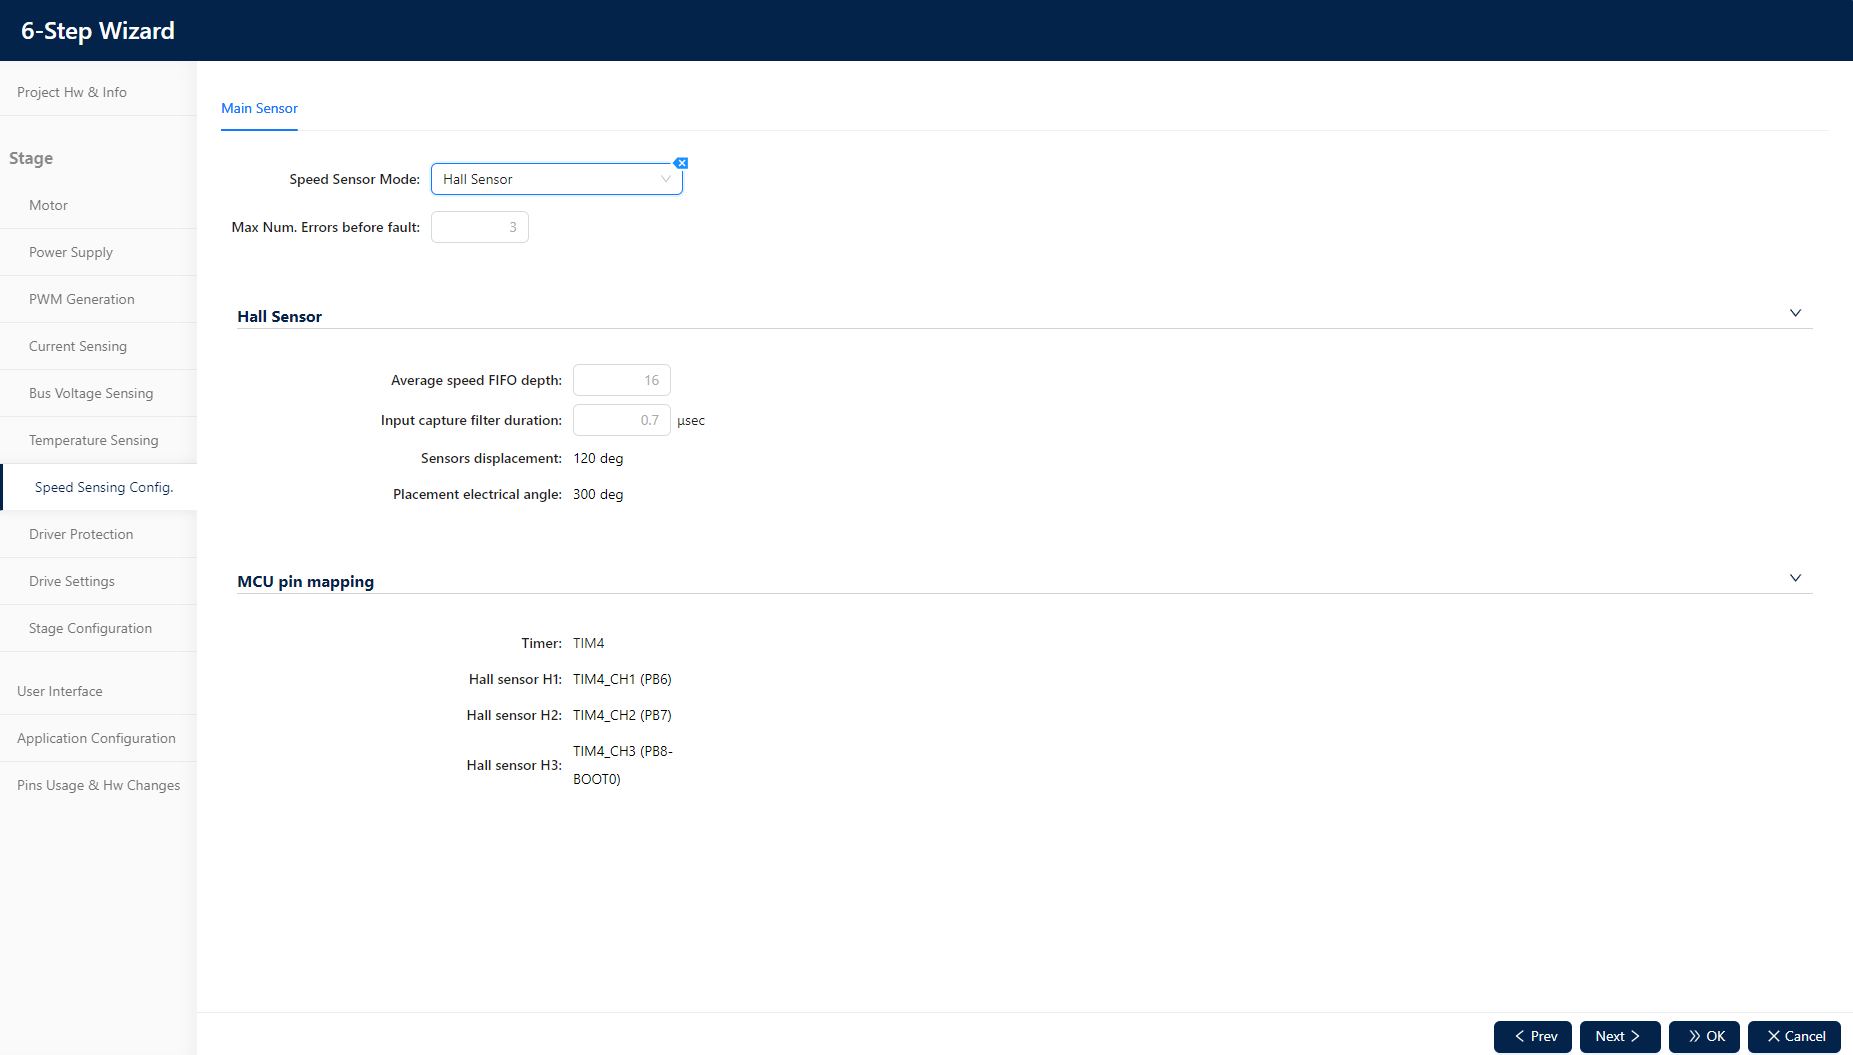 6-Step Wizard
Project Hw & Info
Stage
Motor
Power Supply
PWM Generation
Current Sensing
Bus Voltage Sensing
Temperature Sensing
Speed Sensing Config.
Driver Protection
Drive Settings
Stage Configuration
User Interface
Application Configuration
Pins Usage & Hw Changes
Main Sensor
Speed Sensor Mode: Hall Sensor
Max Num. Errors before fault: 3
Hall Sensor
Average speed FIFO depth: 16
Input capture filter duration: 0.7 µsec
Sensors displacement: 120 deg
Placement electrical angle: 300 deg
MCU pin mapping
Timer: TIM4
Hall sensor H1: TIM4_CH1 (PB6)
Hall sensor H2: TIM4_CH2 (PB7)
Hall sensor H3: TIM4_CH3 (PB8-
BOOT0)
Prev Next OK Cancel